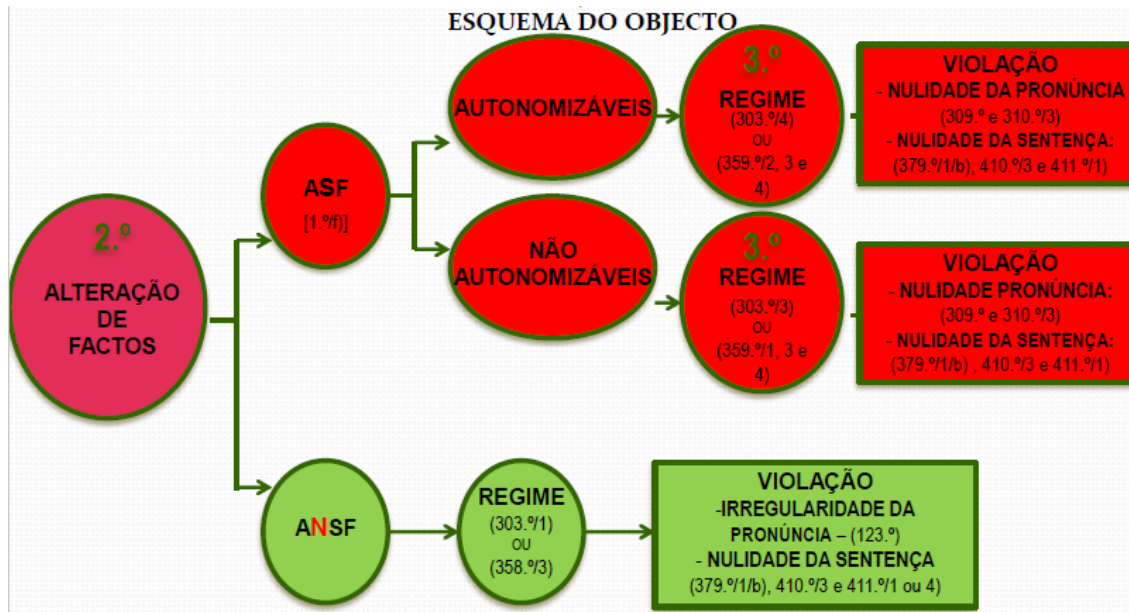 ESQUEMA DO OBJECTO
2.º
ALTERAÇÃO
DE
FACTOS
ASF
[1.º/f)]
AUTONOMIZÁVEIS
3.º
REGIME
(303.º/4)
OU
(359.º/2, 3 e
4)
VIOLAÇÃO
- NULIDADE DA PRONÚNCIA
(309.º e 310.º/3)
- NULIDADE DA SENTENÇA:
(379.º/1/b), 410.º/3 e 411.º/1)
NÃO
AUTONOMIZÁVEIS
3.º
REGIME
(303.º/3)
OU
(359.º/1, 3 e
4)
VIOLAÇÃO
- NULIDADE PRONÚNCIA:
(309.º e 310.º/3)
- NULIDADE DA SENTENÇA:
(379.º/1/b) , 410.º/3 e 411.º/1)
ANSF
REGIME
(303.º/1)
OU
(358.º/3)
VIOLAÇÃO
-IRREGULARIDADE DA
PRONÚNCIA – (123.º)
- NULIDADE DA SENTENÇA
(379.º/1/b), 410.º/3 e 411.º/1 ou 4)